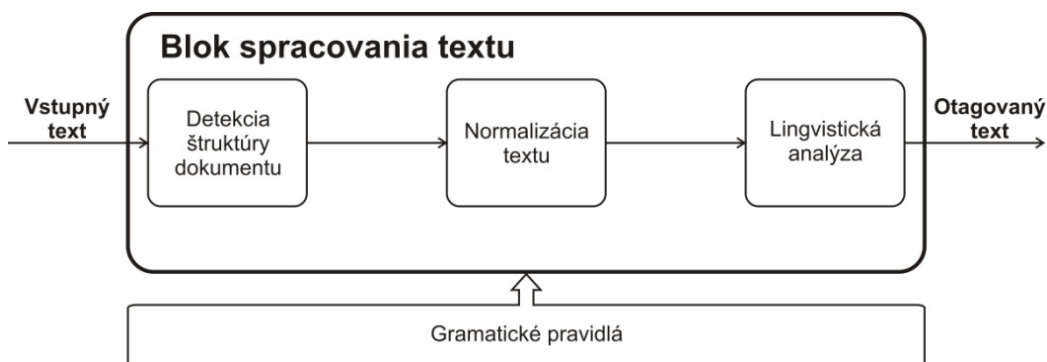 Blok spracovania textu
Vstupný
text
Detekcia
štruktúry
dokumentu
Normalizácia
textu
Lingvistická
analýza
Otagovaný
text
Gramatické pravidlá